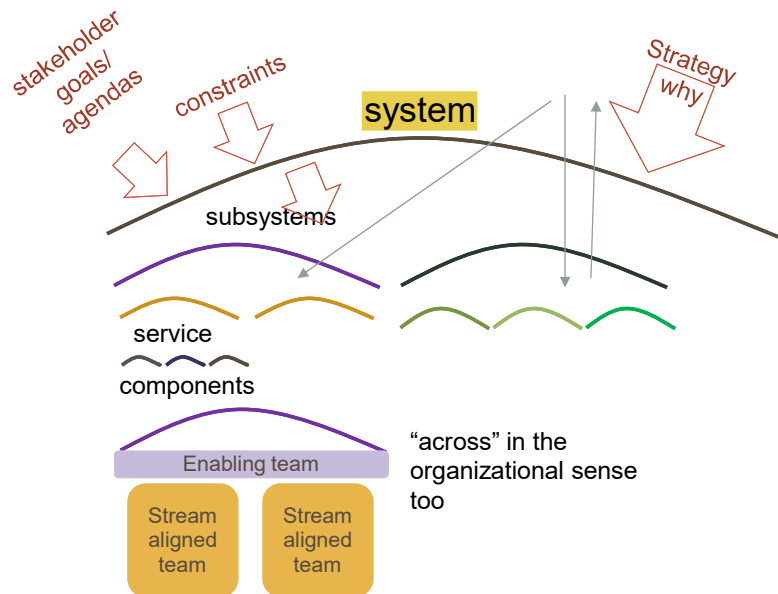 stakeholder
goals/
agendas
constraints
system
Strategy
why
subsystems
service
components
Enabling team
Stream
aligned
team
Stream
aligned
team
“across” in the
organizational sense
too